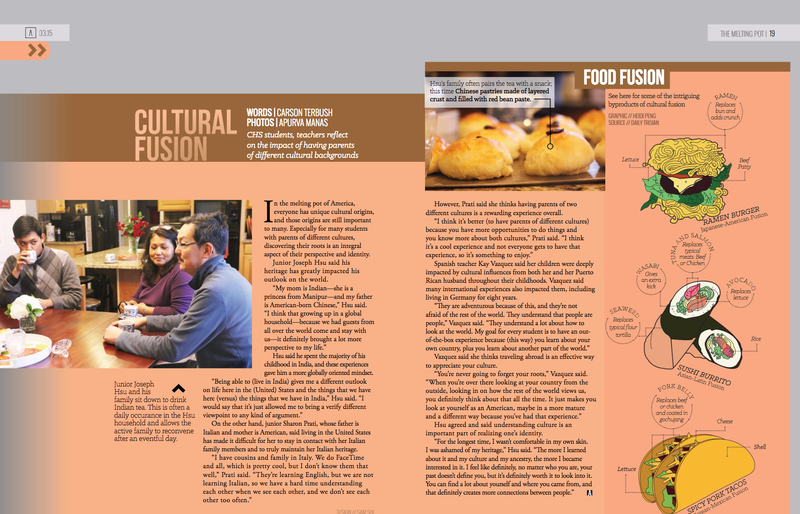 A 03.15
THE MELTING POT | 19
CULTURAL
FUSION
WORDS | CARSON TERBUSH
PHOTOS | APURVA MANAS
CHS students, teachers reflect
on the impact of having parents
of different cultural backgrounds
In the melting pot of America,
everyone has unique cultural origins,
and those origins are still important
to many. Especially for many students
with parents of different cultures,
discovering their roots is an integral
aspect of their perspective and identity.
Junior Joseph Hsu said his
heritage has greatly impacted his
outlook on the world.
"My mom is Indian—she is a
princess from Manipur—and my father
is American-born Chinese," Hsu said.
"I think that growing up in a global
household—because we had guests from
all over the world come and stay with
us—it definitely brought a lot more
perspective to my life."
Hsu said he spent the majority of his
childhood in India, and those experiences
gave him a more globally oriented mindset.
"Being able to (live in India) gives me a different outlook
on life here in the (United) States and the things that we have
here (versus) the things that we have in India," Hsu said. "I
would say that it's just allowed me to bring a verify different
viewpoint to any kind of argument."
On the other hand, junior Sharon Prati, whose father is
Italian and mother is American, said living in the United States
has made it difficult for her to stay in contact with her Italian
family members and to truly maintain her Italian heritage.
"I have cousins and family in Italy. We do FaceTime
and all, which is pretty cool, but I don't know them that
well," Prati said. "They're learning English, but we are not
learning Italian, so we have a hard time understanding
each other when we see each other, and we don't see each
other too often."
Junior Joseph
Hsu and his
family sit down to drink
Indian tea. This is often a
daily occurance in the Hsu
household and allows the
active family to reconvene
after an eventful day.
Hsu's family often pairs the tea with a snack,
this time Chinese pastries made of layered
crust and filled with red bean paste.
However, Prati said she thinks having parents of two
different cultures is a rewarding experience overall.
"I think it's better (to have parents of different cultures)
because you have more opportunities to do things and
you know more about both cultures," Prati said. "I think
it's a cool experience and not everyone gets to have that
experience, so it's something to enjoy."
Spanish teacher Kay Vazquez said her children were deeply
impacted by cultural influences from both her and her Puerto
Rican husband throughout their childhoods. Vazquez said
many international experiences also impacted them, including
living in Germany for eight years.
"They are adventurous because of this, and they're not
afraid of the rest of the world. They understand that people are
people," Vazquez said. "They understand a lot about how to
look at the world. My goal for every student is to have an out-
of-the-box experience because (this way) you learn about your
own country, plus you learn about another part of the world."
Vazquez said she thinks traveling abroad is an effective way
to appreciate your culture.
"You're never going to forget your roots," Vazquez said.
"When you're over there looking at your country from the
outside, looking in on how the rest of the world views us,
you definitely think about that all the time. It just makes you
look at yourself as an American, maybe in a more mature
and a different way because you've had that experience."
Hsu agreed and said understanding culture is an
important part of realizing one's identity.
"For the longest time, I wasn't comfortable in my own skin.
I was ashamed of my heritage," Hsu said. "The more I learned
about it and my culture and my ancestry, the more I became
interested in it. I feel like definitely, no matter who you are, your
past doesn't define you, but it's definitely worth it to look into it.
You can find a lot about yourself and where you came from, and
that definitely creates more connections between people."
FOOD FUSION
See here for some of the intriguing
byproducts of cultural fusion
GRAPHIC // HEIDI PENG
SOURCE // DAILY TROJAN
RAMEN
Replaces
bun and
adds crunch
Lettuce
Beef
Patty
RAMEN BURGER
Japanese-American Fusion
TUNA AND SALMON
Replaces
typical
meats: Beef
or Chicken
WASABI
Gives
an extra
kick
AVOCADO
Replaces
lettuce
SEAWEED
Replaces
typical flour
tortilla
Rice
SUSHI BURRITO
Asian-Latin Fusion
PORK BELLY
Replaces beef
or chicken
and coated in
gochujang
Cheese
Shell
Lettuce
SPICY PORK TACOS
-Mexican Fusion